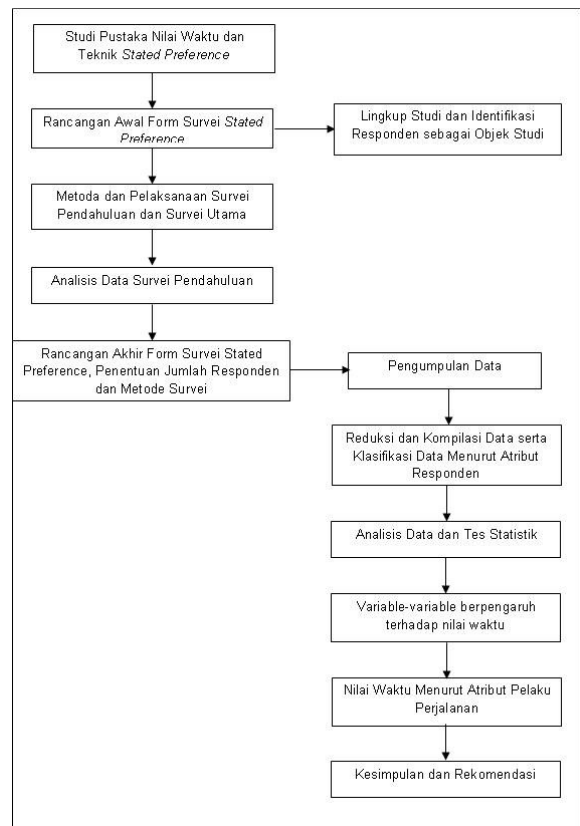 Studi Pustaka Nilai Waktu dan
Teknik Stated Preference
Rancangan Awal Form Survei Stated
Preference
Lingkup Studi dan Identifikasi
Responden sebagai Objek Studi
Metoda dan Pelaksanaan Survei
Pendahuluan dan Survei Utama
Analisis Data Survei Pendahuluan
Rancangan Akhir Form Survei Stated
Preference, Penentuan Jumlah Responden
dan Metode Survei
Pengumpulan Data
Reduksi dan Kompilasi Data serta
Klasifikasi Data Menurut Atribut
Responden
Analisis Data dan Tes Statistik
Variable-variable berpengaruh
terhadap nilai waktu
Nilai Waktu Menurut Atribut Pelaku
Perjalanan
Kesimpulan dan Rekomendasi